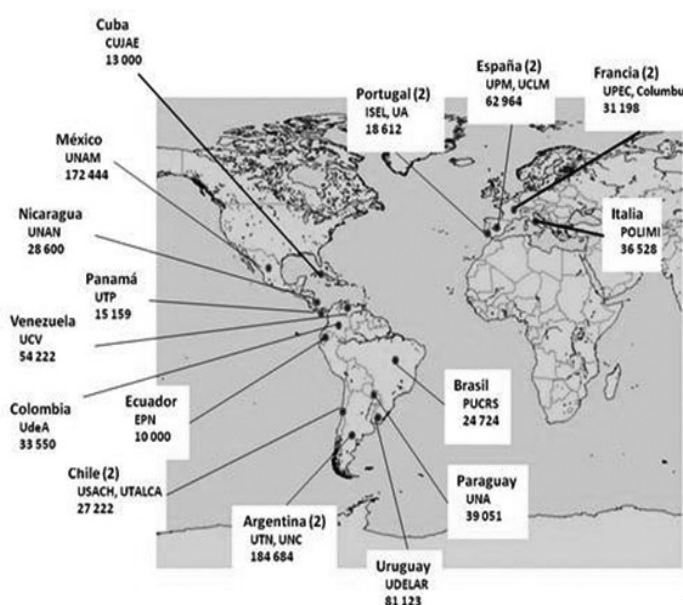 Cuba
CUJAE
13 000
Portugal (2)
ISEL, UA
18 612
España (2)
UPM, UCLM
62 964
Francia (2)
UPEC, Columbu
31 198
México
UNAM
172 444
Nicaragua
UNAN
28 600
Italia
POLIMI
36 528
Panamá
UTP
15 159
Venezuela
UCV
54 222
Colombia
UdeA
33 550
Ecuador
EPN
10 000
Brasil
PUCRS
24 724
Chile (2)
USACH, UTALCA
27 222
Paraguay
UNA
39 051
Argentina (2)
UTN, UNC
184 684
Uruguay
UDELAR
81 123